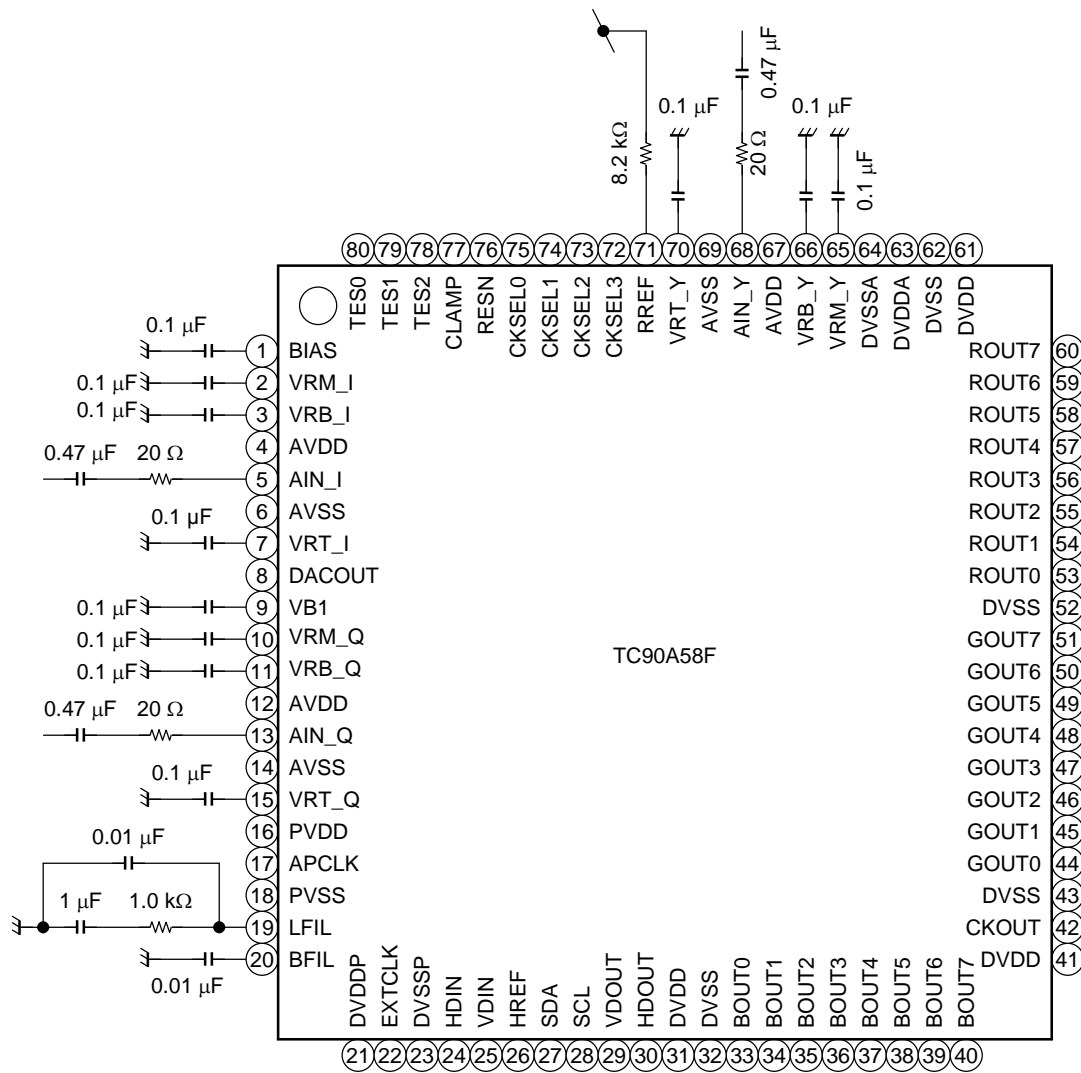 0.47 μF
0.1 μF
0.1 μF
8.2 kΩ
20 Ω
0.1 μF
80 79 78 77 76 75 74 73 72 71 70 69 68 67 66 65 64 63 62 61
TES0
TES1
TES2
CLAMP
RESN
CKSEL0
CKSEL1
CKSEL2
CKSEL3
RREF
VRT_Y
AVSS
AIN_Y
AVDD
VRB_Y
VRM_Y
DVSSA
DVDDA
DVSS
DVDD
0.1 μF
1 BIAS
0.1 μF 2 VRM_I
0.1 μF 3 VRB_I
4 AVDD
0.47 μF 20 Ω
5 AIN_I
6 AVSS
0.1 μF
7 VRT_I
8 DACOUT
0.1 μF 9 VB1
0.1 μF 10 VRM_Q
0.1 μF 11 VRB_Q
12 AVDD
0.47 μF 20 Ω
13 AIN_Q
14 AVSS
0.1 μF
15 VRT_Q
16 PVDD
0.01 μF
17 APCLK
18 PVSS
1 μF 1.0 kΩ
19 LFIL
20 BFIL
0.01 μF
TC90A58F
ROUT7 60
ROUT6 59
ROUT5 58
ROUT4 57
ROUT3 56
ROUT2 55
ROUT1 54
ROUT0 53
DVSS 52
GOUT7 51
GOUT6 50
GOUT5 49
GOUT4 48
GOUT3 47
GOUT2 46
GOUT1 45
GOUT0 44
DVSS 43
CKOUT 42
DVDD 41
DVDDP
EXTCLK
DVSSP
HDIN
VDIN
HREF
SDA
SCL
VDOUT
HDOUT
DVDD
DVSS
BOUT0
BOUT1
BOUT2
BOUT3
BOUT4
BOUT5
BOUT6
BOUT7
21 22 23 24 25 26 27 28 29 30 31 32 33 34 35 36 37 38 39 40